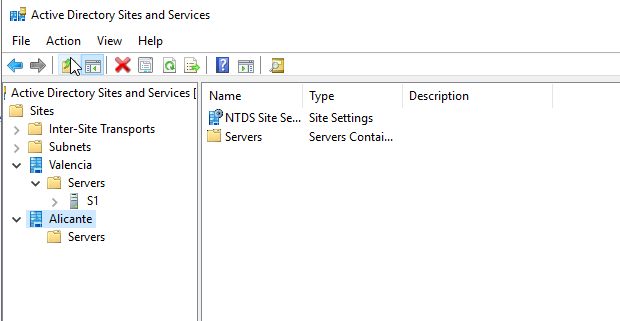 Active Directory Sites and Services
File Action View Help
Active Directory Sites and Services [
Sites
Inter-Site Transports
Subnets
Valencia
Servers
S1
Alicante
Servers
Name Type Description
NTDS Site Se... Site Settings
Servers Servers Contai...